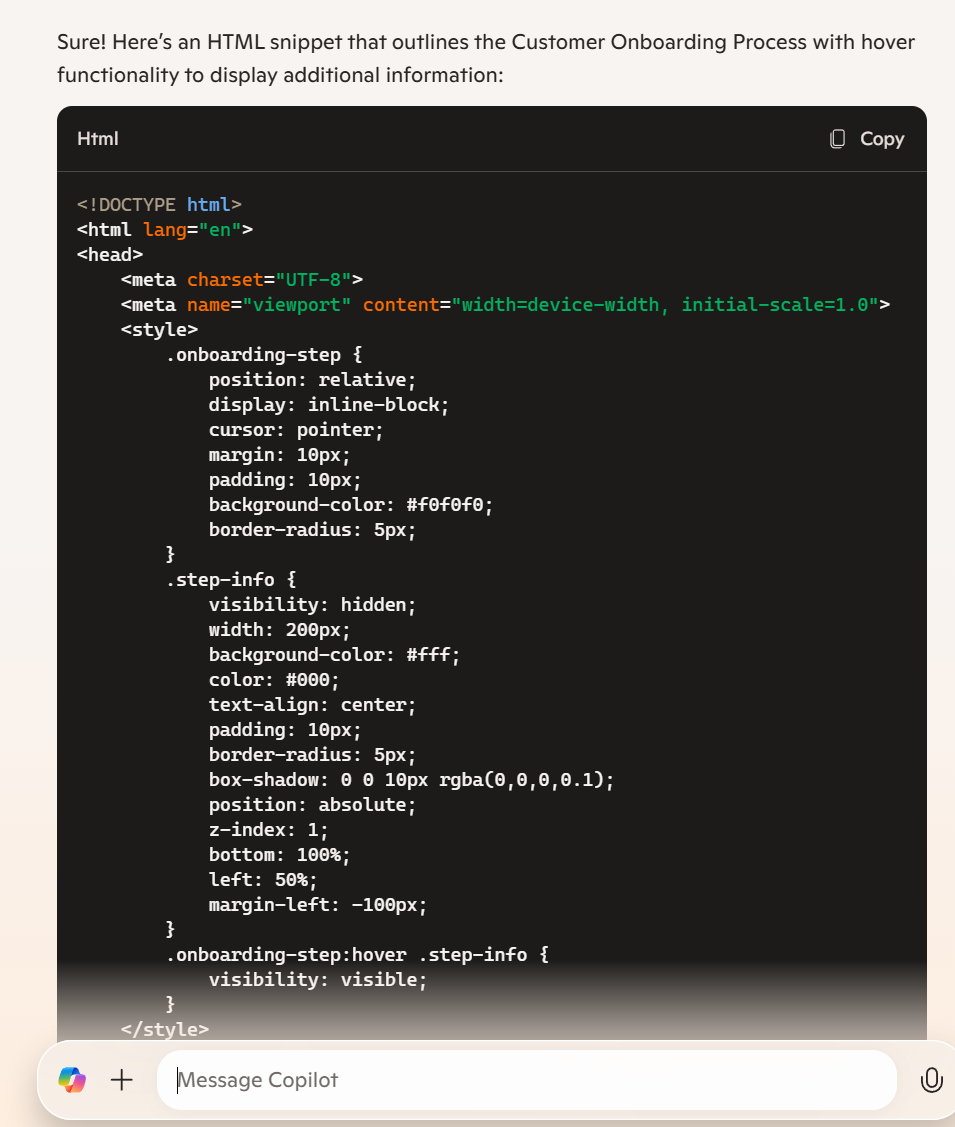 Sure! Here’s an HTML snippet that outlines the Customer Onboarding Process with hover
functionality to display additional information:
Html
Copy
<!DOCTYPE html>
<html lang="en">
<head>
    <meta charset="UTF-8">
    <meta name="viewport" content="width=device-width, initial-scale=1.0">
    <style>
        .onboarding-step {
            position: relative;
            display: inline-block;
            cursor: pointer;
            margin: 10px;
            padding: 10px;
            background-color: #f0f0f0;
            border-radius: 5px;
        }
        .step-info {
            visibility: hidden;
            width: 200px;
            background-color: #fff;
            color: #000;
            text-align: center;
            padding: 10px;
            border-radius: 5px;
            box-shadow: 0 0 10px rgba(0,0,0,0.1);
            position: absolute;
            z-index: 1;
            bottom: 100%;
            left: 50%;
            margin-left: -100px;
        }
        .onboarding-step:hover .step-info {
            visibility: visible;
        }
    </style>
Message Copilot